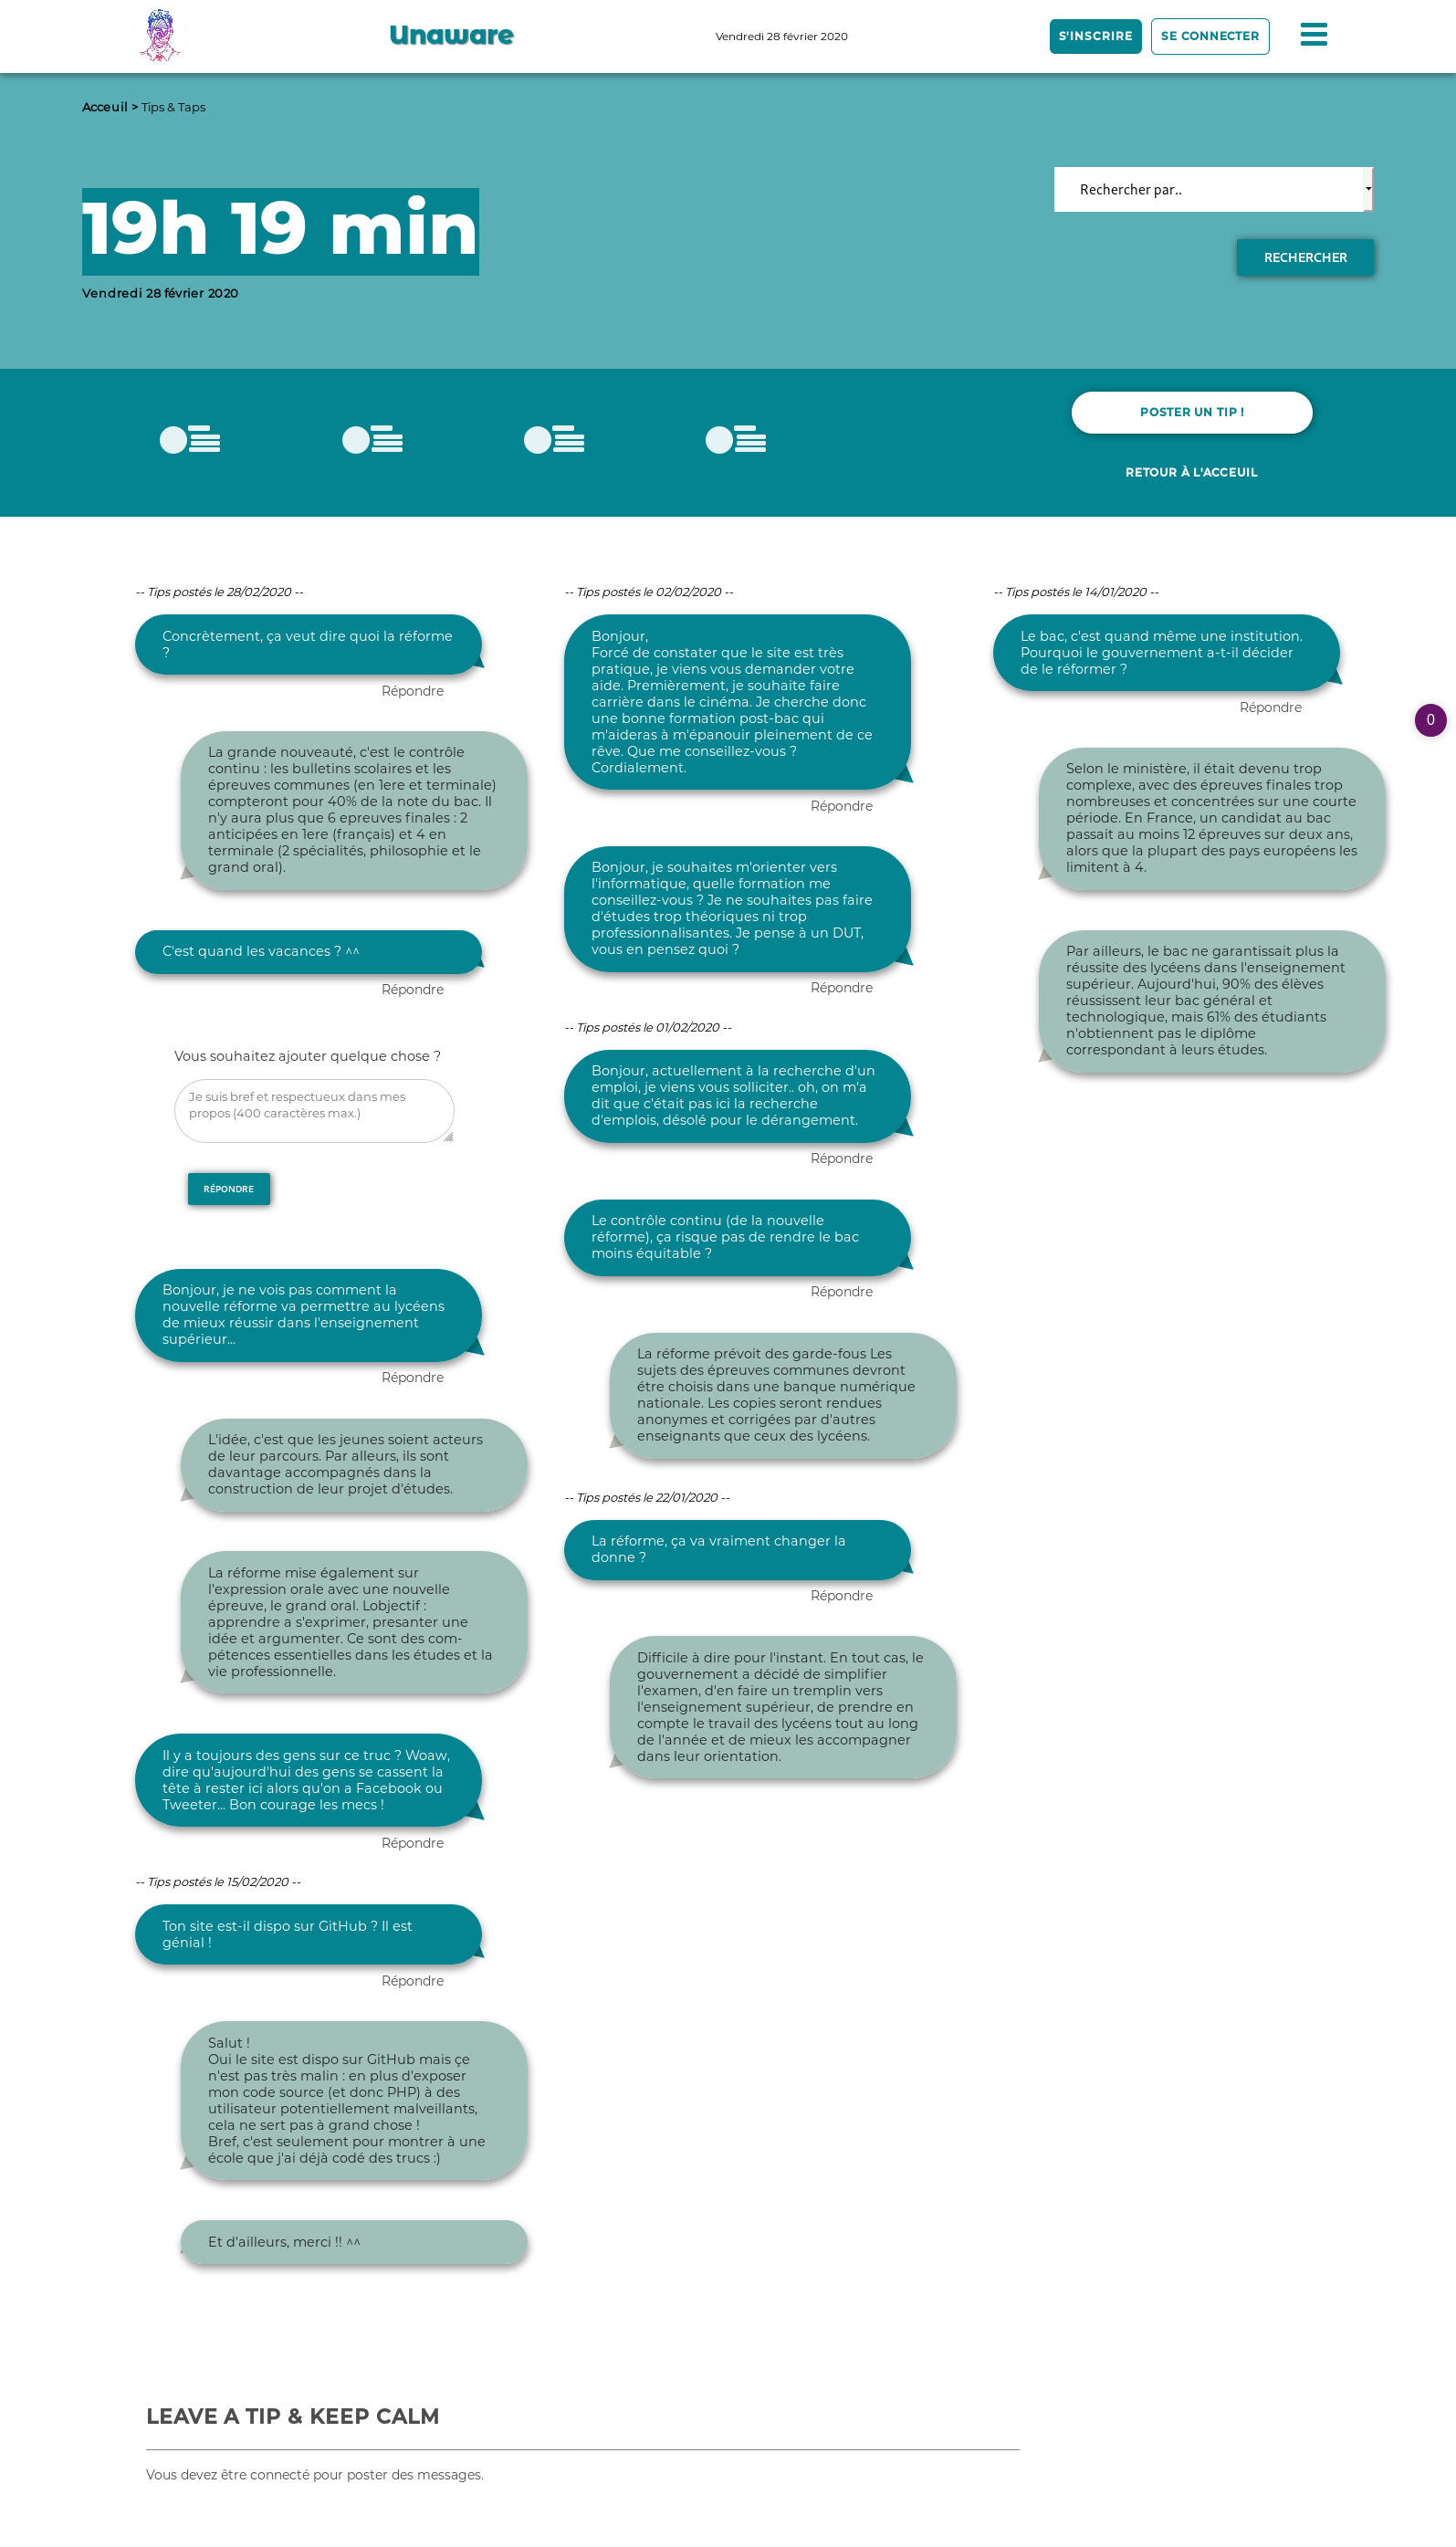 Unaware
Vendredi 28 février 2020
S'INSCRIRE
SE CONNECTER
Acceuil > Tips & Taps
19h 19 min
Vendredi 28 février 2020
Rechercher par..
RECHERCHER
POSTER UN TIP !
RETOUR À L'ACCEUIL
-- Tips postés le 28/02/2020 --
Concrètement, ça veut dire quoi la réforme
?
Répondre
La grande nouveauté, c'est le contrôle
continu : les bulletins scolaires et les
épreuves communes (en 1ere et terminale)
compteront pour 40% de la note du bac. Il
n'y aura plus que 6 epreuves finales : 2
anticipées en 1ere (français) et 4 en
terminale (2 spécialités, philosophie et le
grand oral).
C'est quand les vacances ? ^^
Répondre
Vous souhaitez ajouter quelque chose ?
Je suis bref et respectueux dans mes
propos (400 caractères max.)
RÉPONDRE
Bonjour, je ne vois pas comment la
nouvelle réforme va permettre au lycéens
de mieux réussir dans l'enseignement
supérieur...
Répondre
L'idée, c'est que les jeunes soient acteurs
de leur parcours. Par alleurs, ils sont
davantage accompagnés dans la
construction de leur projet d'études.
La réforme mise également sur
l'expression orale avec une nouvelle
épreuve, le grand oral. Lobjectif :
apprendre a s'exprimer, presanter une
idée et argumenter. Ce sont des com-
pétences essentielles dans les études et la
vie professionnelle.
Il y a toujours des gens sur ce truc ? Woaw,
dire qu'aujourd'hui des gens se cassent la
tête à rester ici alors qu'on a Facebook ou
Tweeter... Bon courage les mecs !
Répondre
-- Tips postés le 15/02/2020 --
Ton site est-il dispo sur GitHub ? Il est
génial !
Répondre
Salut !
Oui le site est dispo sur GitHub mais çe
n'est pas très malin : en plus d'exposer
mon code source (et donc PHP) à des
utilisateur potentiellement malveillants,
cela ne sert pas à grand chose !
Bref, c'est seulement pour montrer à une
école que j'ai déjà codé des trucs :)
Et d'ailleurs, merci !! ^^
-- Tips postés le 02/02/2020 --
Bonjour,
Forcé de constater que le site est très
pratique, je viens vous demander votre
aide. Premièrement, je souhaite faire
carrière dans le cinéma. Je cherche donc
une bonne formation post-bac qui
m'aideras à m'épanouir pleinement de ce
rêve. Que me conseillez-vous ?
Cordialement.
Répondre
Bonjour, je souhaites m'orienter vers
l'informatique, quelle formation me
conseillez-vous ? Je ne souhaites pas faire
d'études trop théoriques ni trop
professionnalisantes. Je pense à un DUT,
vous en pensez quoi ?
Répondre
-- Tips postés le 01/02/2020 --
Bonjour, actuellement à la recherche d'un
emploi, je viens vous solliciter.. oh, on m'a
dit que c'était pas ici la recherche
d'emplois, désolé pour le dérangement.
Répondre
Le contrôle continu (de la nouvelle
réforme), ça risque pas de rendre le bac
moins équitable ?
Répondre
La réforme prévoit des garde-fous Les
sujets des épreuves communes devront
étre choisis dans une banque numérique
nationale. Les copies seront rendues
anonymes et corrigées par d'autres
enseignants que ceux des lycéens.
-- Tips postés le 22/01/2020 --
La réforme, ça va vraiment changer la
donne ?
Répondre
Difficile à dire pour l'instant. En tout cas, le
gouvernement a décidé de simplifier
l'examen, d'en faire un tremplin vers
l'enseignement supérieur, de prendre en
compte le travail des lycéens tout au long
de l'année et de mieux les accompagner
dans leur orientation.
-- Tips postés le 14/01/2020 --
Le bac, c'est quand même une institution.
Pourquoi le gouvernement a-t-il décider
de le réformer ?
Répondre
Selon le ministère, il était devenu trop
complexe, avec des épreuves finales trop
nombreuses et concentrées sur une courte
période. En France, un candidat au bac
passait au moins 12 épreuves sur deux ans,
alors que la plupart des pays européens les
limitent à 4.
Par ailleurs, le bac ne garantissait plus la
réussite des lycéens dans l'enseignement
supérieur. Aujourd'hui, 90% des élèves
réussissent leur bac général et
technologique, mais 61% des étudiants
n'obtiennent pas le diplôme
correspondant à leurs études.
0
LEAVE A TIP & KEEP CALM
Vous devez être connecté pour poster des messages.